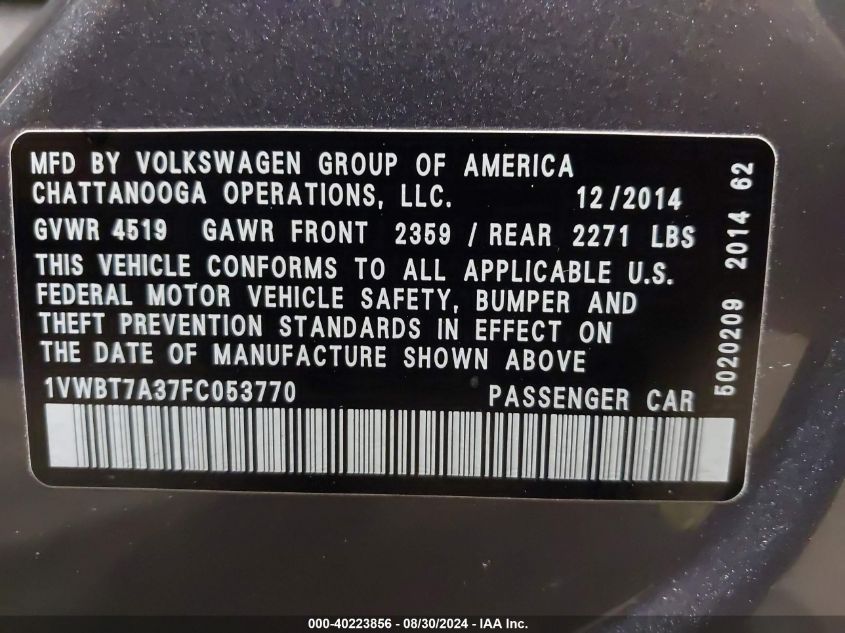 MFD BY VOLKSWAGEN GROUP OF AMERICA
CHATTANOOGA OPERATIONS, LLC. 12/2014
GVWR 4519 GAWR FRONT 2359 / REAR 2271 LBS
THIS VEHICLE CONFORMS TO ALL APPLICABLE U.S.
FEDERAL MOTOR VEHICLE SAFETY, BUMPER AND
THEFT PREVENTION STANDARDS IN EFFECT ON
THE DATE OF MANUFACTURE SHOWN ABOVE
1VWBT7A37FC053770 PASSENGER CAR
5020209 2014 62
000-40223856 - 08/30/2024 - IAA Inc.